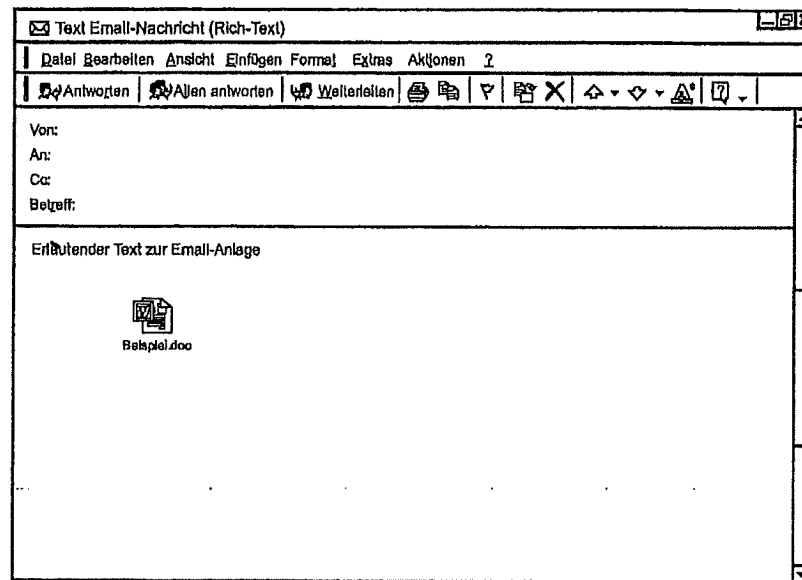 Text Email-Nachricht (Rich-Text)
Datei Bearbeiten Ansicht Einfügen Format Extras Aktionen ?
Antworten Allen antworten Weiterleiten
Von:
An:
Cc:
Betreff:
Erläutender Text zur Email-Anlage
Beispiel.doc